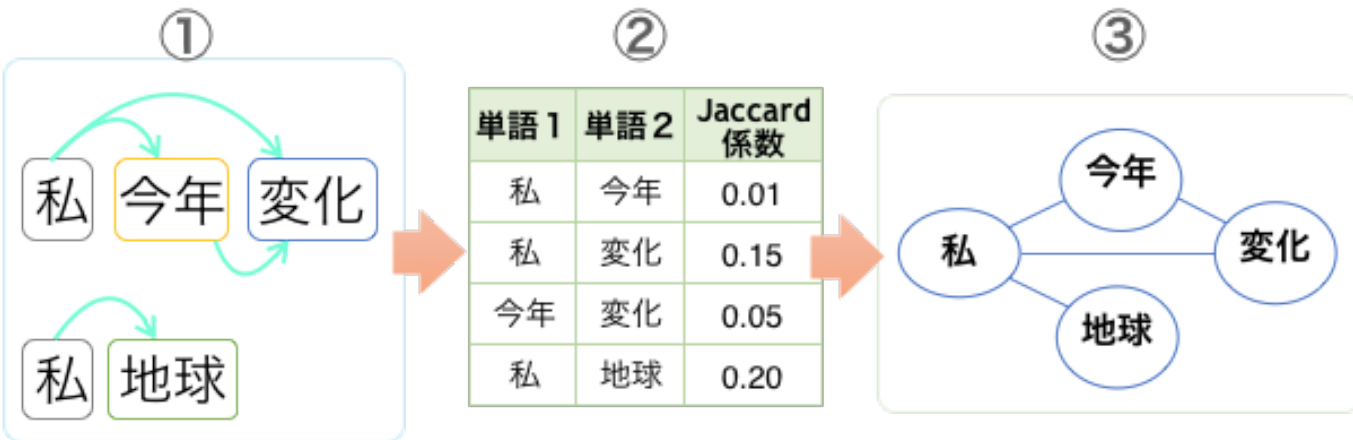 ①
私 今年 変化
私 地球
②
単語1 単語2 Jaccard
係数
私 今年 0.01
私 変化 0.15
今年 変化 0.05
私 地球 0.20
③
今年
私
変化
地球